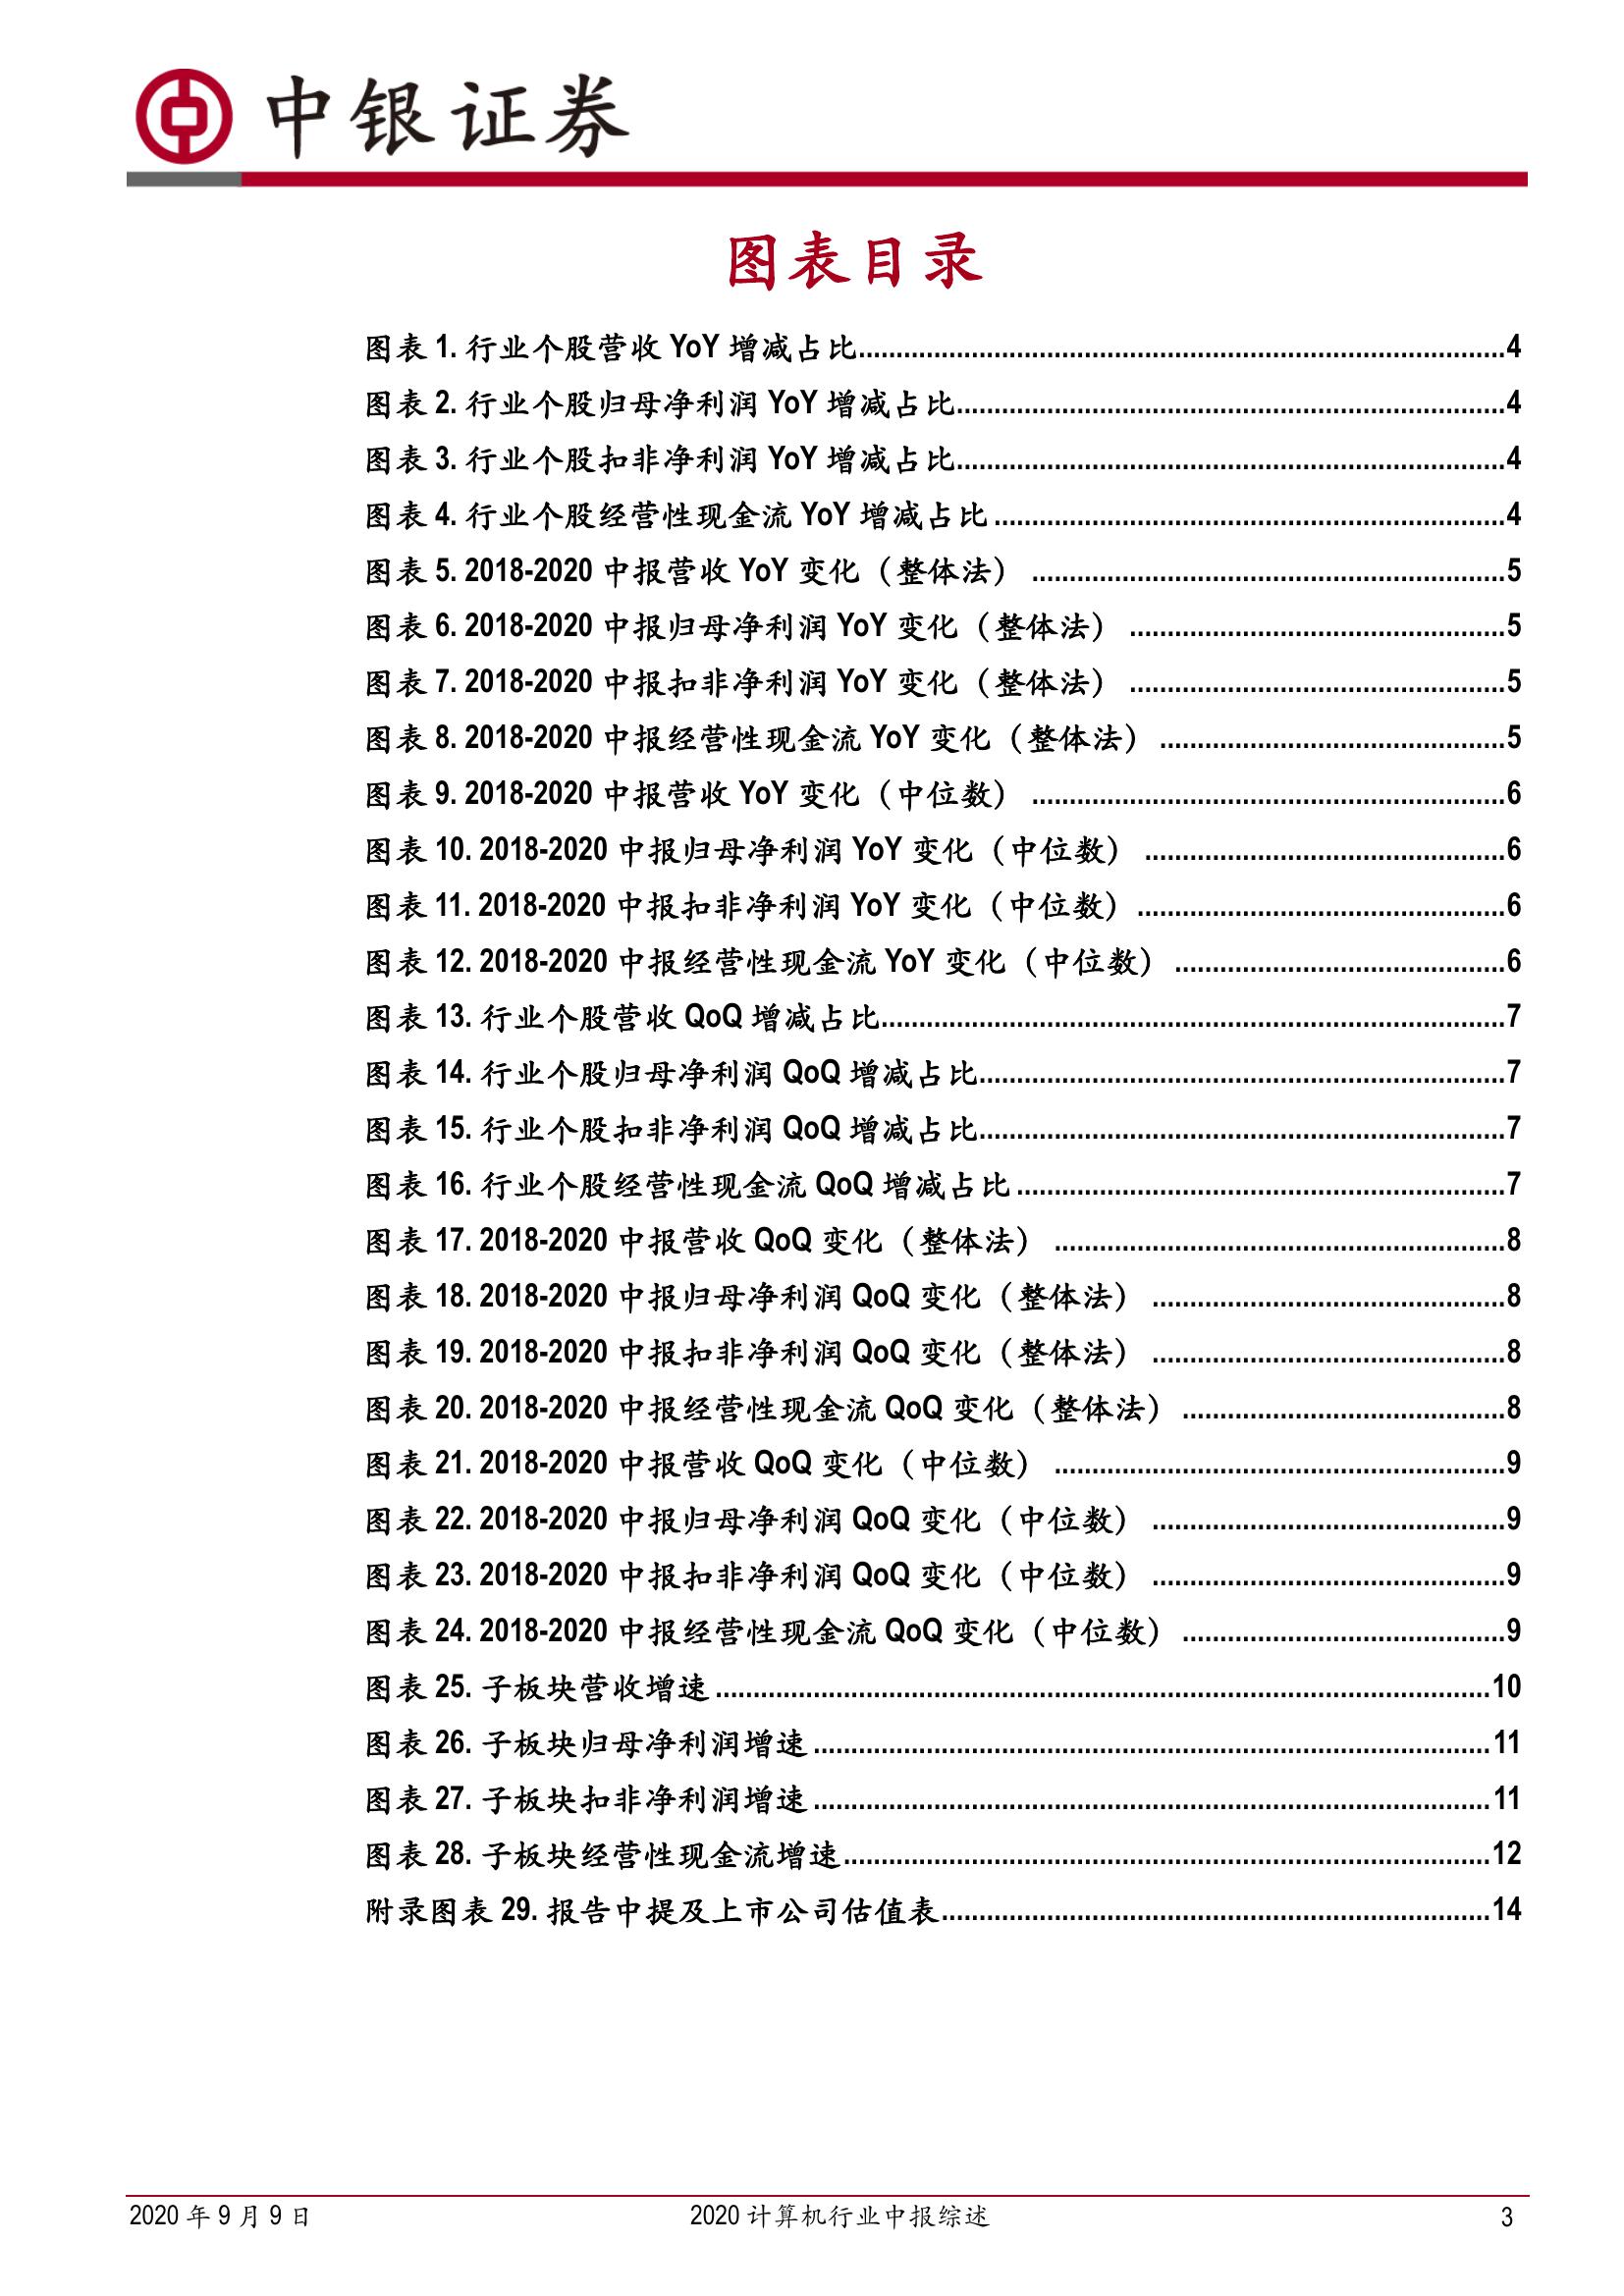 中银证券
图表目录
图表 1. 行业个股营收 YoY 增减占比......4
图表 2. 行业个股归母净利润 YoY 增减占比......4
图表 3. 行业个股扣非净利润 YoY 增减占比......4
图表 4. 行业个股经营性现金流 YoY 增减占比......4
图表 5. 2018-2020 中报营收 YoY 变化（整体法）......5
图表 6. 2018-2020 中报归母净利润 YoY 变化（整体法）......5
图表 7. 2018-2020 中报扣非净利润 YoY 变化（整体法）......5
图表 8. 2018-2020 中报经营性现金流 YoY 变化（整体法）......5
图表 9. 2018-2020 中报营收 YoY 变化（中位数）......6
图表 10. 2018-2020 中报归母净利润 YoY 变化（中位数）......6
图表 11. 2018-2020 中报扣非净利润 YoY 变化（中位数）......6
图表 12. 2018-2020 中报经营性现金流 YoY 变化（中位数）......6
图表 13. 行业个股营收 QoQ 增减占比......7
图表 14. 行业个股归母净利润 QoQ 增减占比......7
图表 15. 行业个股扣非净利润 QoQ 增减占比......7
图表 16. 行业个股经营性现金流 QoQ 增减占比......7
图表 17. 2018-2020 中报营收 QoQ 变化（整体法）......8
图表 18. 2018-2020 中报归母净利润 QoQ 变化（整体法）......8
图表 19. 2018-2020 中报扣非净利润 QoQ 变化（整体法）......8
图表 20. 2018-2020 中报经营性现金流 QoQ 变化（整体法）......8
图表 21. 2018-2020 中报营收 QoQ 变化（中位数）......9
图表 22. 2018-2020 中报归母净利润 QoQ 变化（中位数）......9
图表 23. 2018-2020 中报扣非净利润 QoQ 变化（中位数）......9
图表 24. 2018-2020 中报经营性现金流 QoQ 变化（中位数）......9
图表 25. 子板块营收增速......10
图表 26. 子板块归母净利润增速......11
图表 27. 子板块扣非净利润增速......11
图表 28. 子板块经营性现金流增速......12
附录图表 29. 报告中提及上市公司估值表......14
2020 年 9 月 9 日 2020 计算机行业中报综述 3